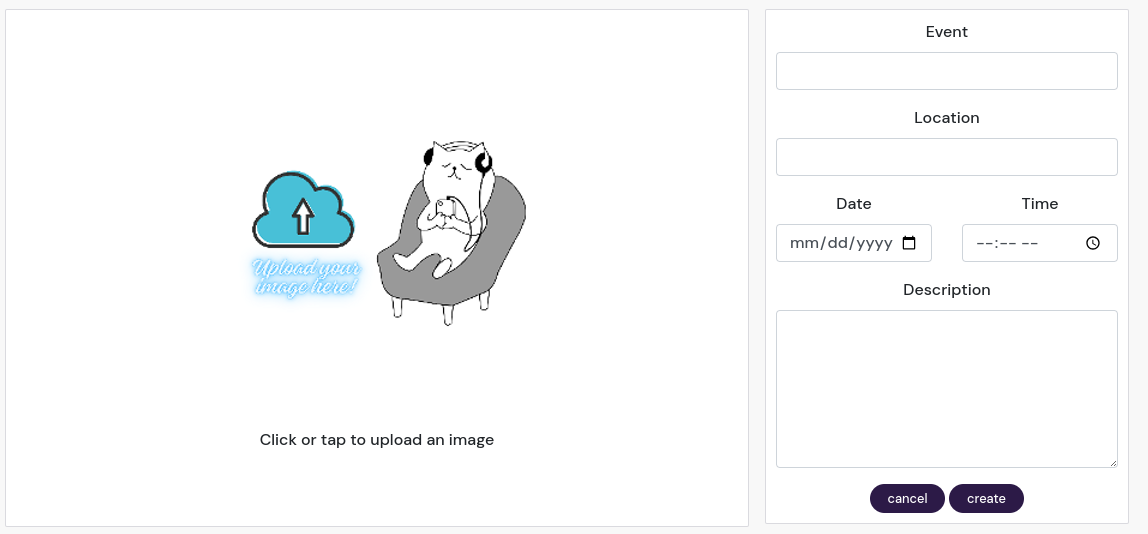 Upload your
image here!
Click or tap to upload an image
Event
Location
Date Time
mm/dd/yyyy --:-- --
Description
cancel create